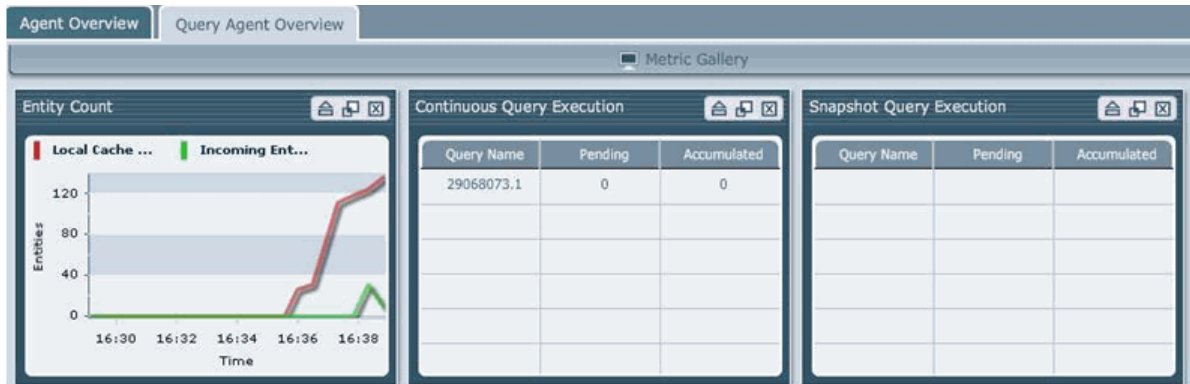 Agent Overview Query Agent Overview
Metric Gallery
Entity Count
Local Cache ... Incoming Ent...
120
80
40
0
Entities
16:30 16:32 16:34 16:36 16:38
Time
Continuous Query Execution
Query Name Pending Accumulated
29068073.1 0 0
Snapshot Query Execution
Query Name Pending Accumulated